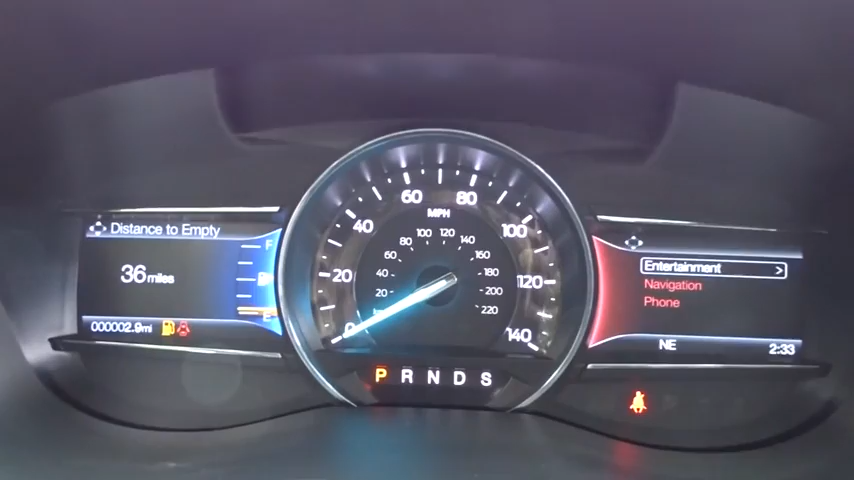 Distance to Empty
36 miles
F
E
000002.9mi
MPH
0
20
40
60
80
100
120
140
20
40
60
80
100
120
140
160
180
200
220
P R N D S
Entertainment >
Navigation
Phone
NE
2:33